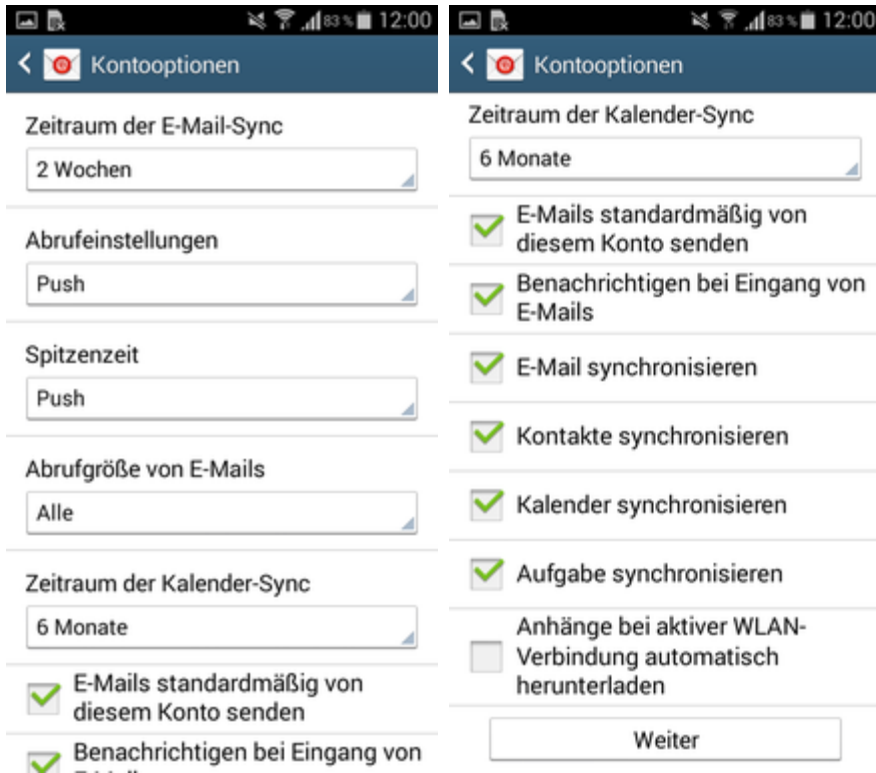 83 % 12:00
Kontooptionen
Zeitraum der E-Mail-Sync
2 Wochen
Abrufeinstellungen
Push
Spitzenzeit
Push
Abrufgröße von E-Mails
Alle
Zeitraum der Kalender-Sync
6 Monate
E-Mails standardmäßig von
diesem Konto senden
Benachrichtigen bei Eingang von
83 % 12:00
Kontooptionen
Zeitraum der Kalender-Sync
6 Monate
E-Mails standardmäßig von
diesem Konto senden
Benachrichtigen bei Eingang von
E-Mails
E-Mail synchronisieren
Kontakte synchronisieren
Kalender synchronisieren
Aufgabe synchronisieren
Anhänge bei aktiver WLAN-
Verbindung automatisch
herunterladen
Weiter